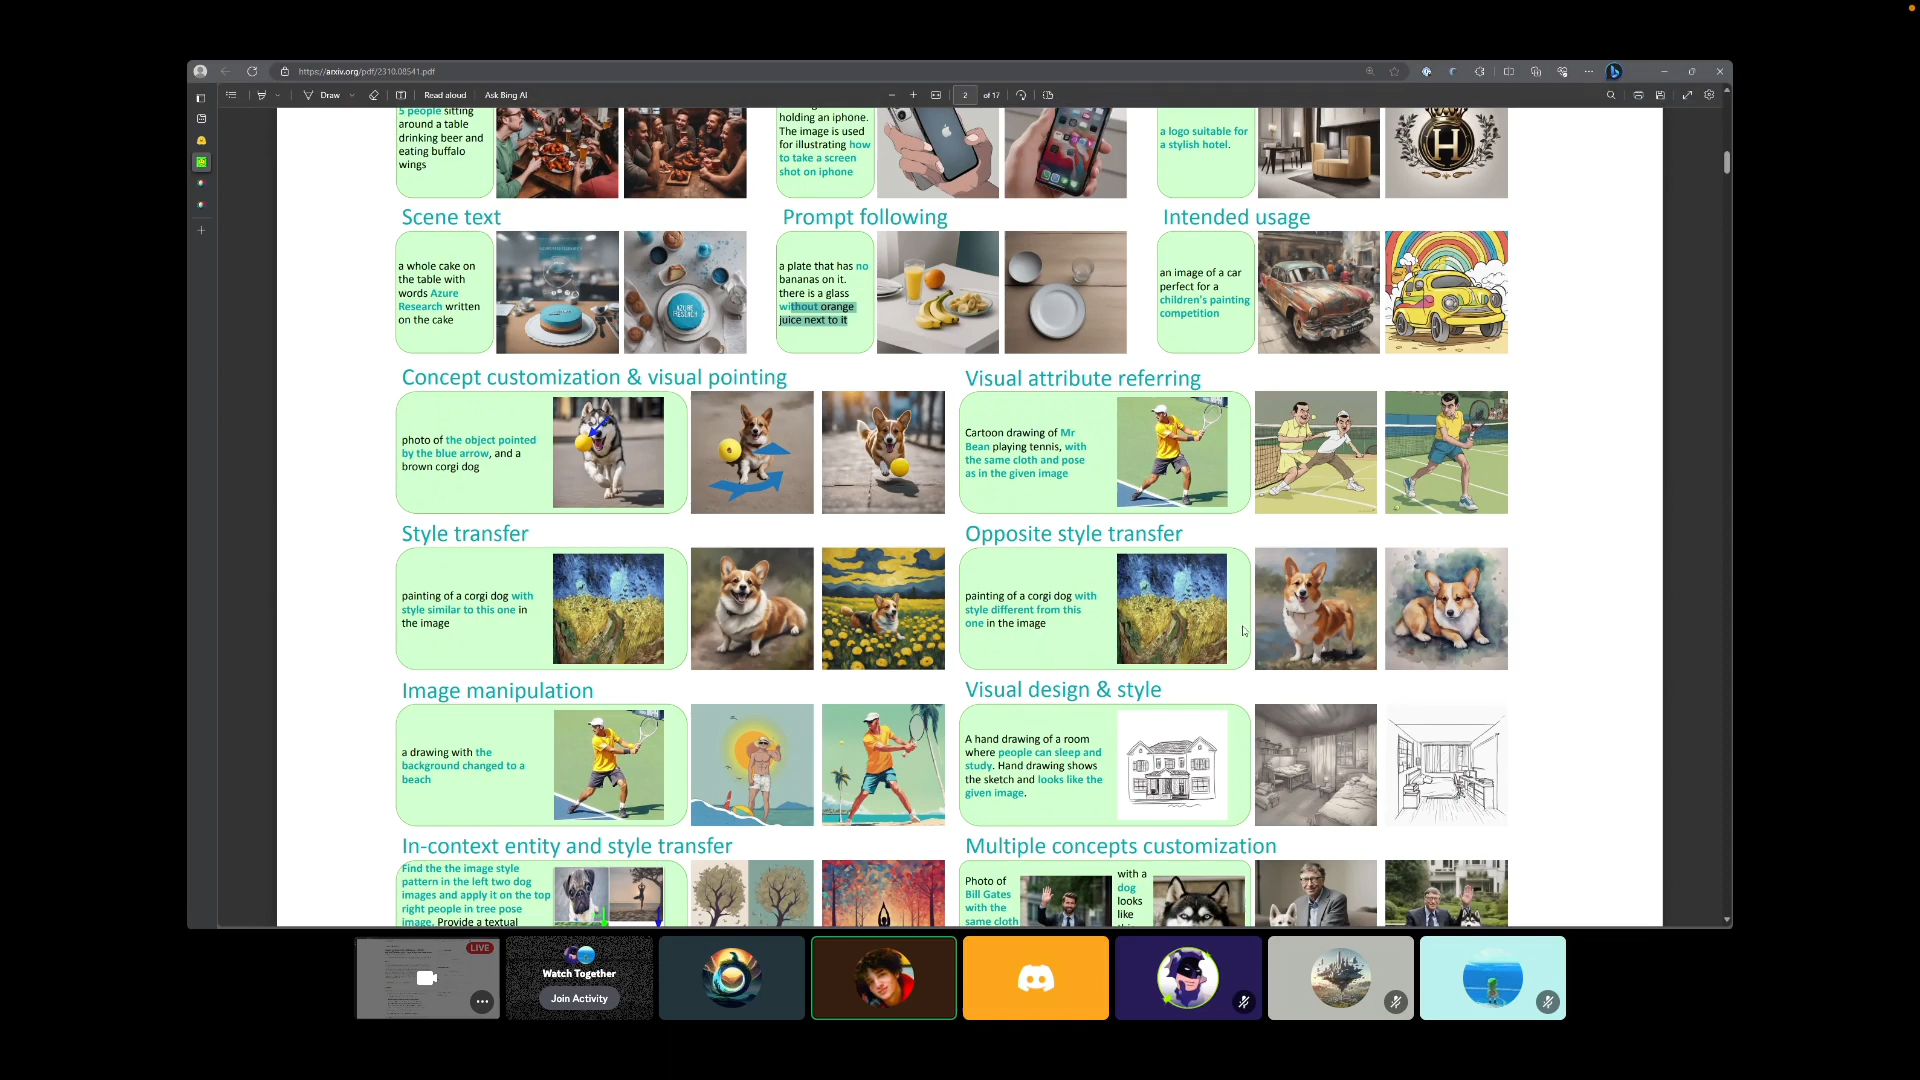 https://arxiv.org/pdf/2310.08541.pdf
Draw
Read aloud
Ask Bing AI
2
of 17
5 people sitting
around a table
drinking beer and
eating buffalo
wings
holding an iphone.
The image is used
for illustrating how
to take a screen
shot on iphone
a logo suitable for
a stylish hotel.
H
Scene text
Prompt following
Intended usage
a whole cake on
the table with
words Azure
Research written
on the cake
AZURE
RESEARCH
a plate that has no
bananas on it.
there is a glass
without orange
juice next to it
an image of a car
perfect for a
children's painting
competition
Concept customization & visual pointing
Visual attribute referring
photo of the object pointed
by the blue arrow, and a
brown corgi dog
Cartoon drawing of Mr
Bean playing tennis, with
the same cloth and pose
as in the given image
Style transfer
Opposite style transfer
painting of a corgi dog with
style similar to this one in
the image
painting of a corgi dog with
style different from this
one in the image
Image manipulation
Visual design & style
a drawing with the
background changed to a
beach
A hand drawing of a room
where people can sleep and
study. Hand drawing shows
the sketch and looks like the
given image.
In-context entity and style transfer
Multiple concepts customization
Find the the image style
pattern in the left two dog
images and apply it on the top
right people in tree pose
image. Provide a textual
Photo of
Bill Gates
with the
same cloth
with a
dog
looks
like
LIVE
Watch Together
Join Activity